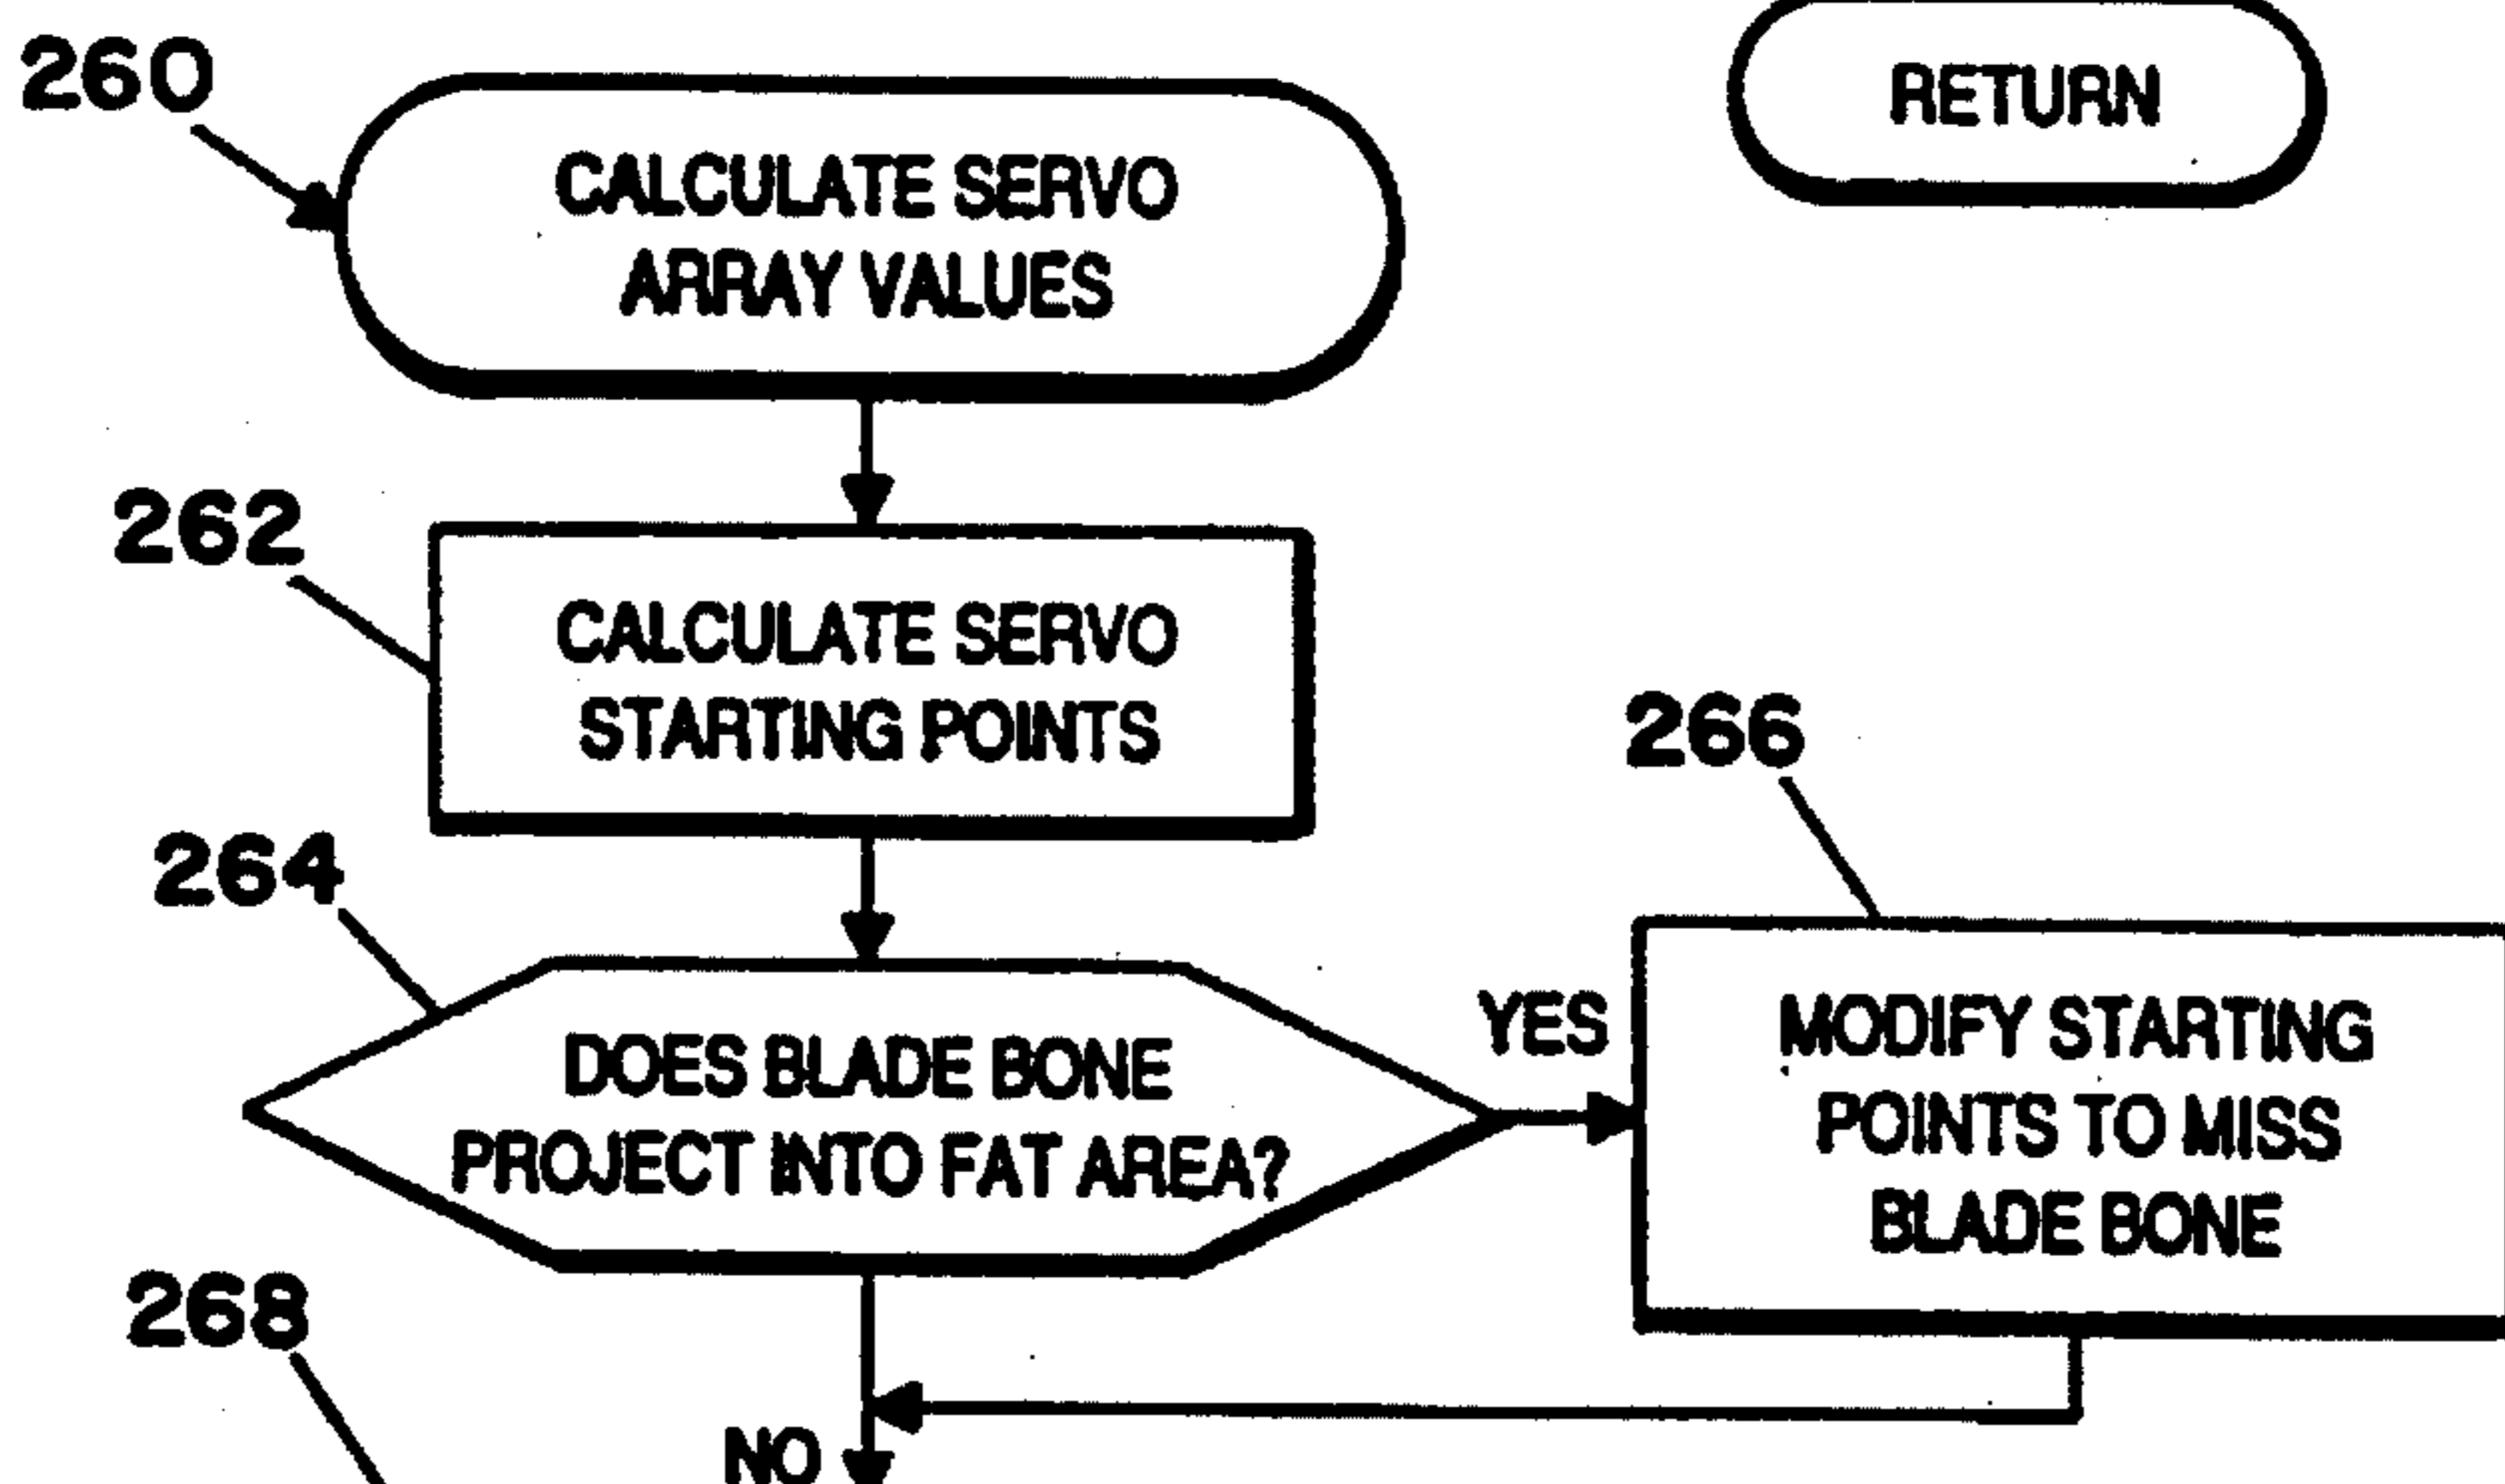 260
CALCULATE SERVO
ARRAY VALUES
RETURN
262
CALCULATE SERVO
STARTING POINTS
264
DOES BLADE BONE
PROJECT INTO FAT AREA?
YES
266
MODIFY STARTING
POINTS TO MISS
BLADE BONE
268
NO